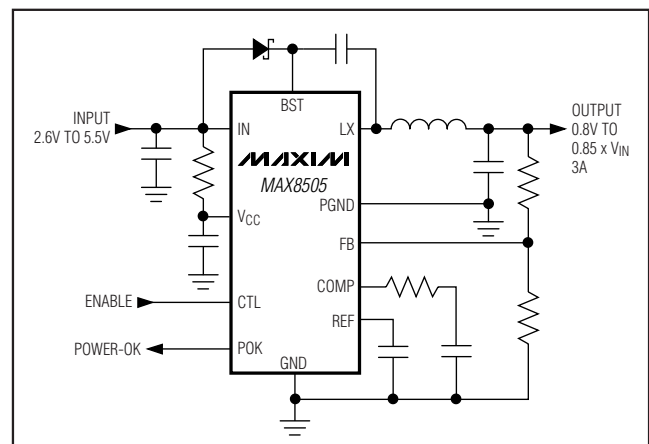 BST
INPUT
2.6V TO 5.5V
IN
LX
OUTPUT
0.8V TO
0.85 x VIN
3A
MAXIM
MAX8505
VCC
PGND
FB
ENABLE
CTL
COMP
REF
POWER-OK
POK
GND